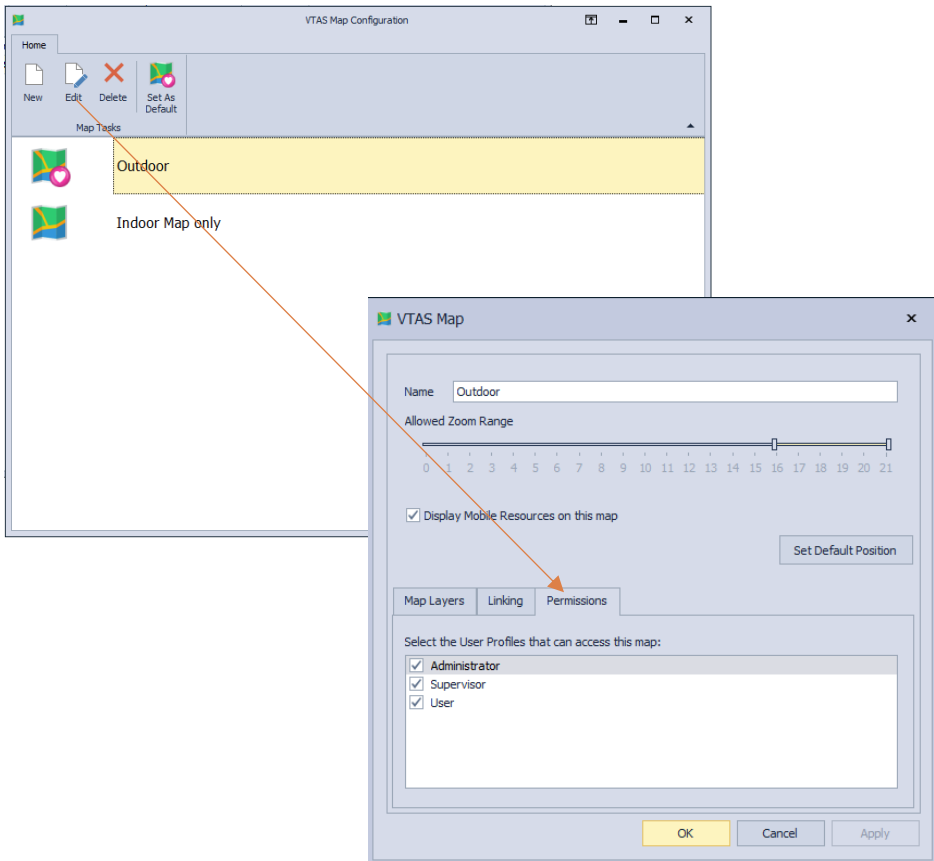 VTAS Map Configuration
Home
New
Edit
Delete
Set As
Default
Map Tasks
Outdoor
Indoor Map only
VTAS Map
Name
Outdoor
Allowed Zoom Range
0 1 2 3 4 5 6 7 8 9 10 11 12 13 14 15 16 17 18 19 20 21
Display Mobile Resources on this map
Set Default Position
Map Layers
Linking
Permissions
Select the User Profiles that can access this map:
Administrator
Supervisor
User
OK
Cancel
Apply